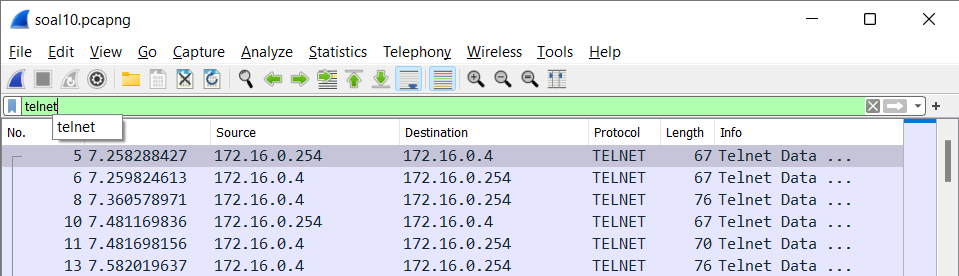 soal10.pcapng
File Edit View Go Capture Analyze Statistics Telephony Wireless Tools Help
telnet
telnet
No. Source Destination Protocol Length Info
5 7.258288427 172.16.0.254 172.16.0.4 TELNET 67 Telnet Data ...
6 7.259824613 172.16.0.4 172.16.0.254 TELNET 67 Telnet Data ...
8 7.360578971 172.16.0.4 172.16.0.254 TELNET 76 Telnet Data ...
10 7.481169836 172.16.0.254 172.16.0.4 TELNET 67 Telnet Data ...
11 7.481698156 172.16.0.4 172.16.0.254 TELNET 70 Telnet Data ...
13 7.582019637 172.16.0.4 172.16.0.254 TELNET 76 Telnet Data ...